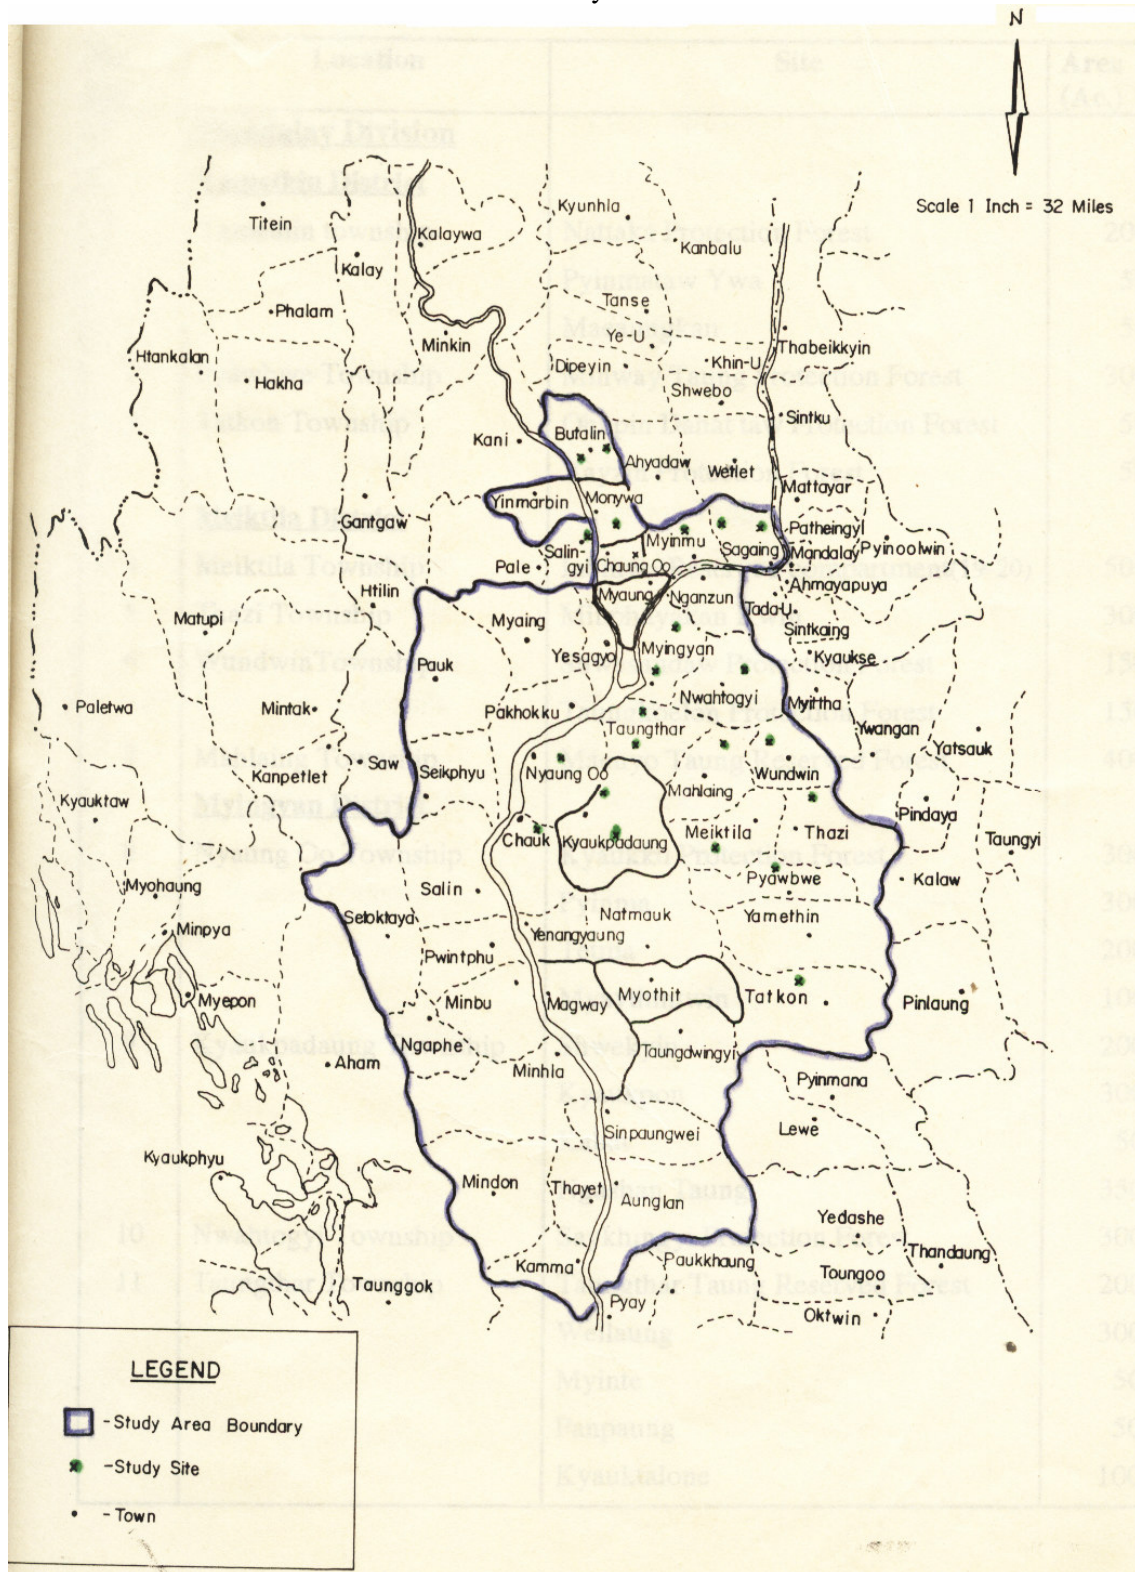 N
Scale 1 Inch = 32 Miles
Titein
Kalaywa
Kyunhla
Kanbalu
Kalay
Phalam
Tanse
Minkin
Ye-U
Thabeikkyin
Htankalan
Hakha
Dipeyin
Khin-U
Shwebo
Sintku
Kani
Butalin
Ahyadaw
Wetlet
Mattayar
Yinmarbin
Monywa
Gantgaw
Patheingyi
Myinmu
Sagaing
Mandalay
Pyinoolwin
Salin-
gyi
Chaung Oo
Pale
Ahmayapuya
Htilin
Myaung
Nganzun
Tada-U
Matupi
Myaing
Sintkaing
Yesagyo
Myingyan
Kyaukse
Pauk
Nwahtogyi
Myittha
Paletwa
Mintak
Pakhokku
Taungthar
Ywangan
Yatsauk
Saw
Seikphyu
Nyaung Oo
Wundwin
Kanpetlet
Mahlaing
Kyauktaw
Pindaya
Chauk
Kyaukpadaung
Meiktila
Thazi
Taungyi
Myohaung
Salin
Pyawbwe
Kalaw
Seloktaya
Natmauk
Yamethin
Minpya
Yenangyaung
Pwintphu
Myepon
Minbu
Magway
Myothit
Tatkon
Pinlaung
Ngaphe
Taungdwingyi
Aham
Minhla
Pyinmana
Sinpaungwei
Lewe
Kyaukphyu
Mindon
Thayet
Aunglan
Yedashe
Kamma
Paukkhaung
Thandaung
Taunggok
Toungoo
Pyay
Oktwin
LEGEND
-Study Area Boundary
-Study Site
-Town